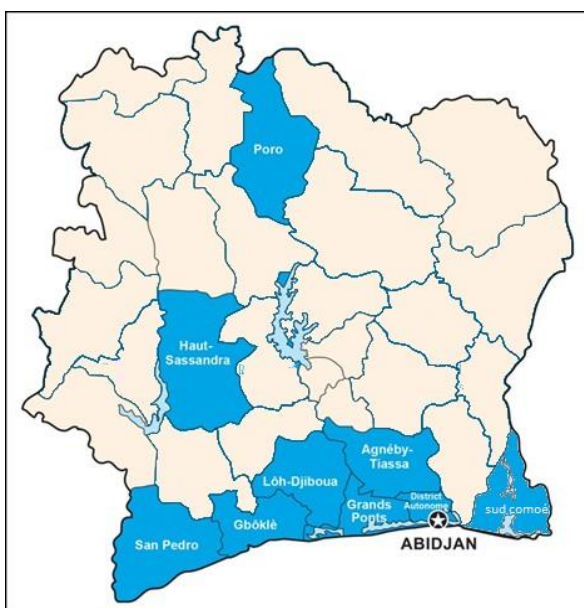 Poro
Haut-
Sassandra
Agnéby-
Tiassa
Lôh-Djiboua
District
Autonome
Grands
Ponts
sud comoé
Gbôklè
San Pedro
ABIDJAN